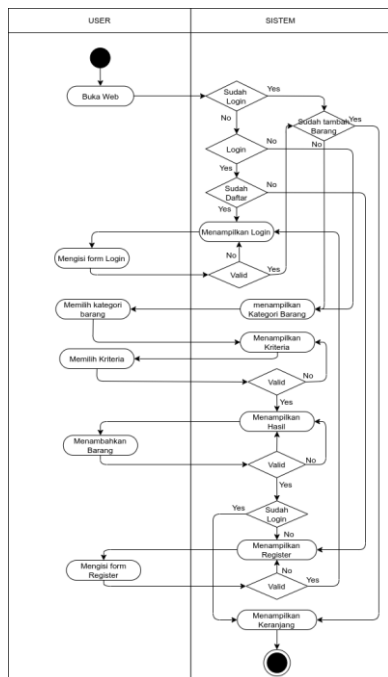 USER SISTEM
Buka Web
Sudah
Login
Yes
No
Sudah tambah
Barang
Yes
No
Login
No
Yes
Sudah
Daftar
No
Yes
Menampilkan Login
Mengisi form Login
No
Valid
Yes
Memilih kategori
barang
menampilkan
Kategori Barang
Menampilkan
Kriteria
Memilih Kriteria
Valid
No
Yes
Menampilkan
Hasil
Menambahkan
Barang
Valid
No
Yes
Sudah
Login
Yes
No
Menampilkan
Register
Mengisi form
Register
No
Valid
Yes
Menampilkan
Keranjang